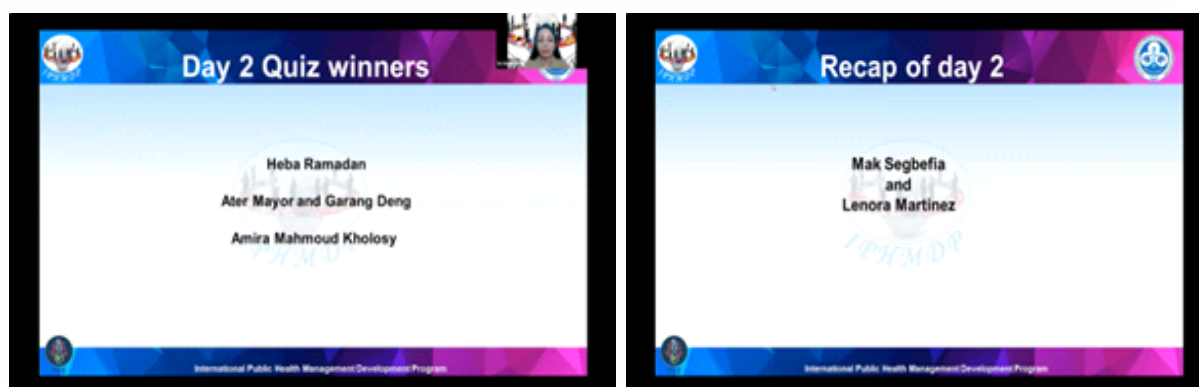 Day 2 Quiz winners
Heba Ramadan
Ater Mayor and Garang Deng
Amira Mahmoud Kholosy
IPHMDP
International Public Health Management Development Program
Recap of day 2
Mak Segbefia
and
Lenora Martinez
IPHMDP
International Public Health Management Development Program